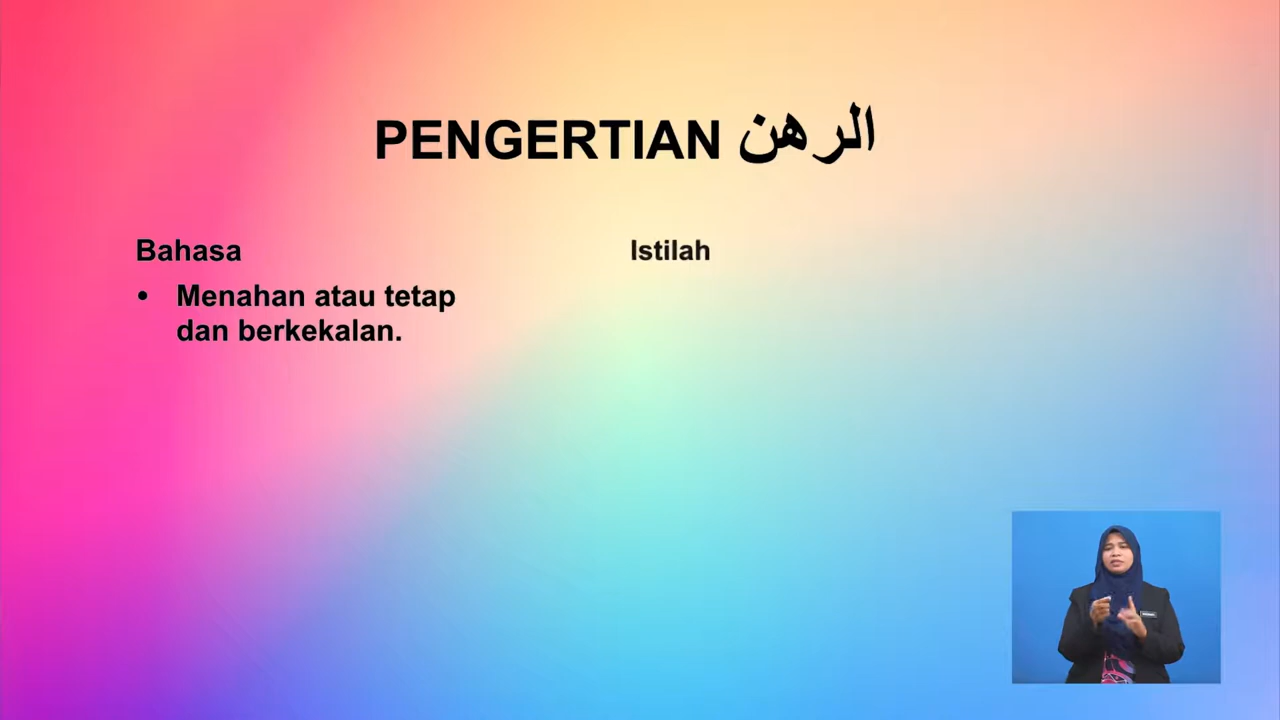 PENGERTIAN الرهن
Bahasa
• Menahan atau tetap
dan berkekalan.
Istilah